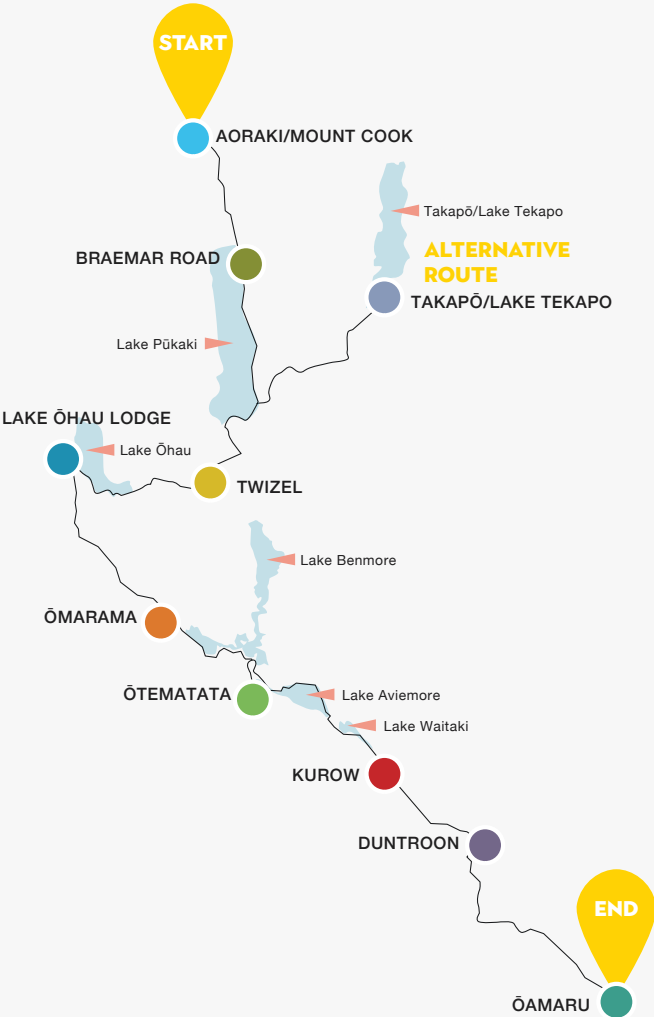 START
AORAKI/MOUNT COOK
Takapō/Lake Tekapo
ALTERNATIVE
ROUTE
BRAEMAR ROAD
TAKAPŌ/LAKE TEKAPO
Lake Pūkaki
LAKE ŌHAU LODGE
Lake Ōhau
TWIZEL
Lake Benmore
ŌMARAMA
ŌTEMATATA
Lake Aviemore
Lake Waitaki
KUROW
DUNTROON
END
ŌAMARU